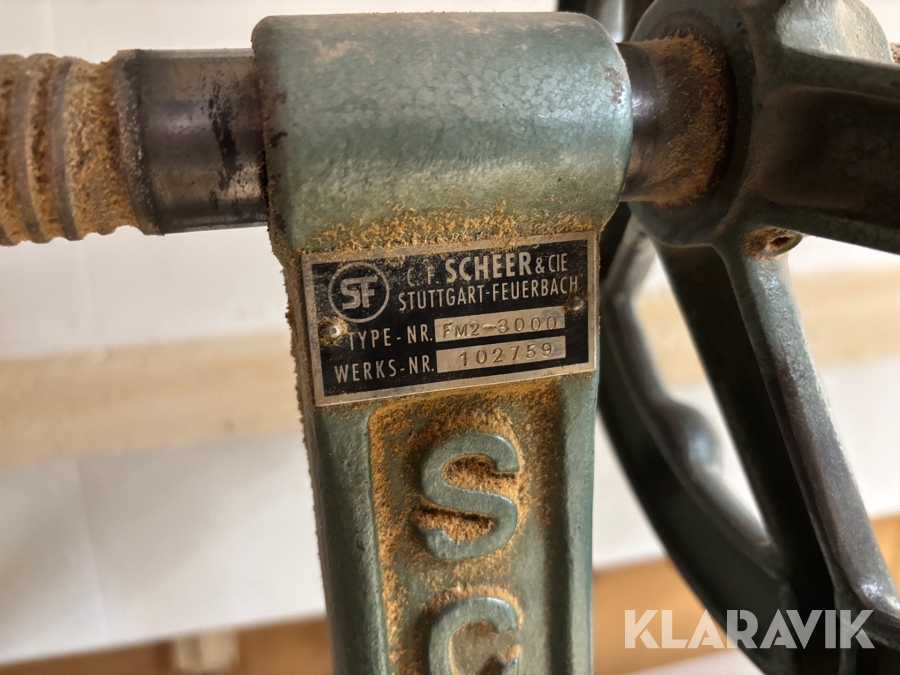 SF
C. F. SCHEER & CIE
STUTTGART-FEUERBACH
TYPE-NR. FM2-3000
WERKS-NR. 102759
S
C
KLARAVIK